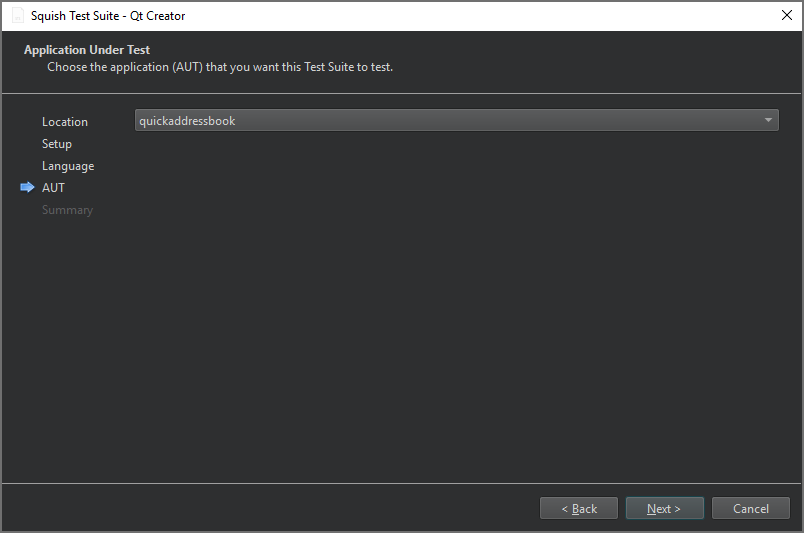 Squish Test Suite - Qt Creator
Application Under Test
Choose the application (AUT) that you want this Test Suite to test.
Location
quickaddressbook
Setup
Language
AUT
Summary
< Back
Next >
Cancel